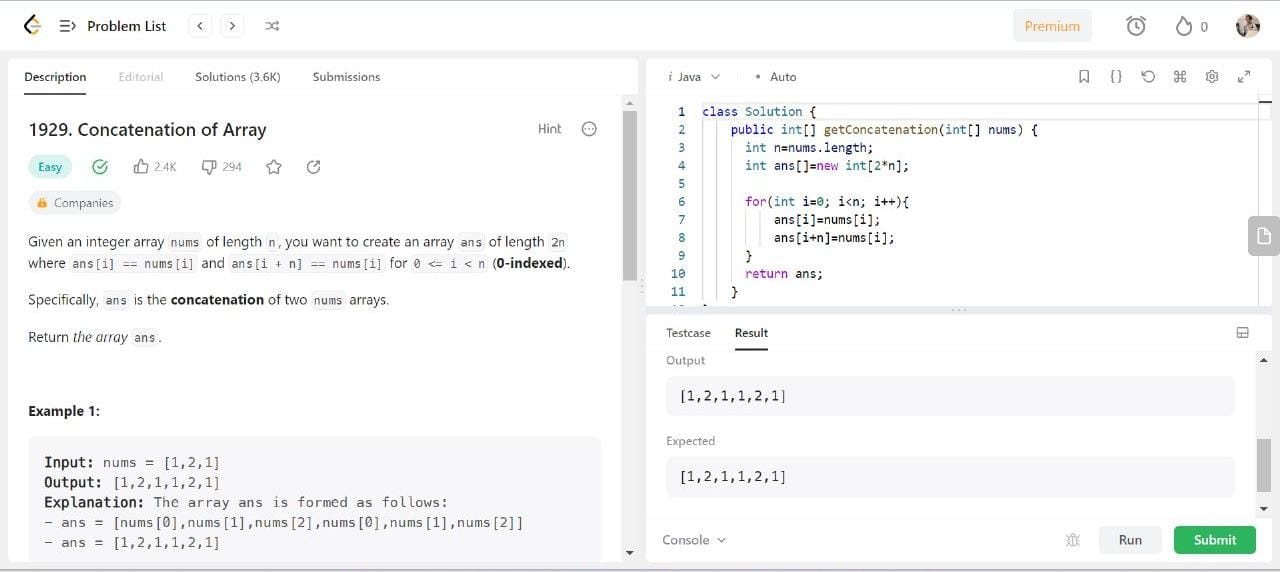 Problem List
Premium
0
Description Editorial Solutions (3.6K) Submissions
1929. Concatenation of Array
Hint
Easy 2.4K 294
Companies
Given an integer array nums of length n, you want to create an array ans of length 2n
where ans[i] == nums[i] and ans[i + n] == nums[i] for 0 <= i < n (0-indexed).
Specifically, ans is the concatenation of two nums arrays.
Return the array ans.
Example 1:
Input: nums = [1,2,1]
Output: [1,2,1,1,2,1]
Explanation: The array ans is formed as follows:
- ans = [nums[0],nums[1],nums[2],nums[0],nums[1],nums[2]]
- ans = [1,2,1,1,2,1]
i Java • Auto
{}
1 class Solution {
2 public int[] getConcatenation(int[] nums) {
3 int n=nums.length;
4 int ans[]=new int[2*n];
5
6 for(int i=0; i<n; i++){
7 ans[i]=nums[i];
8 ans[i+n]=nums[i];
9 }
10 return ans;
11 }
Testcase Result
Output
[1,2,1,1,2,1]
Expected
[1,2,1,1,2,1]
Console Run Submit